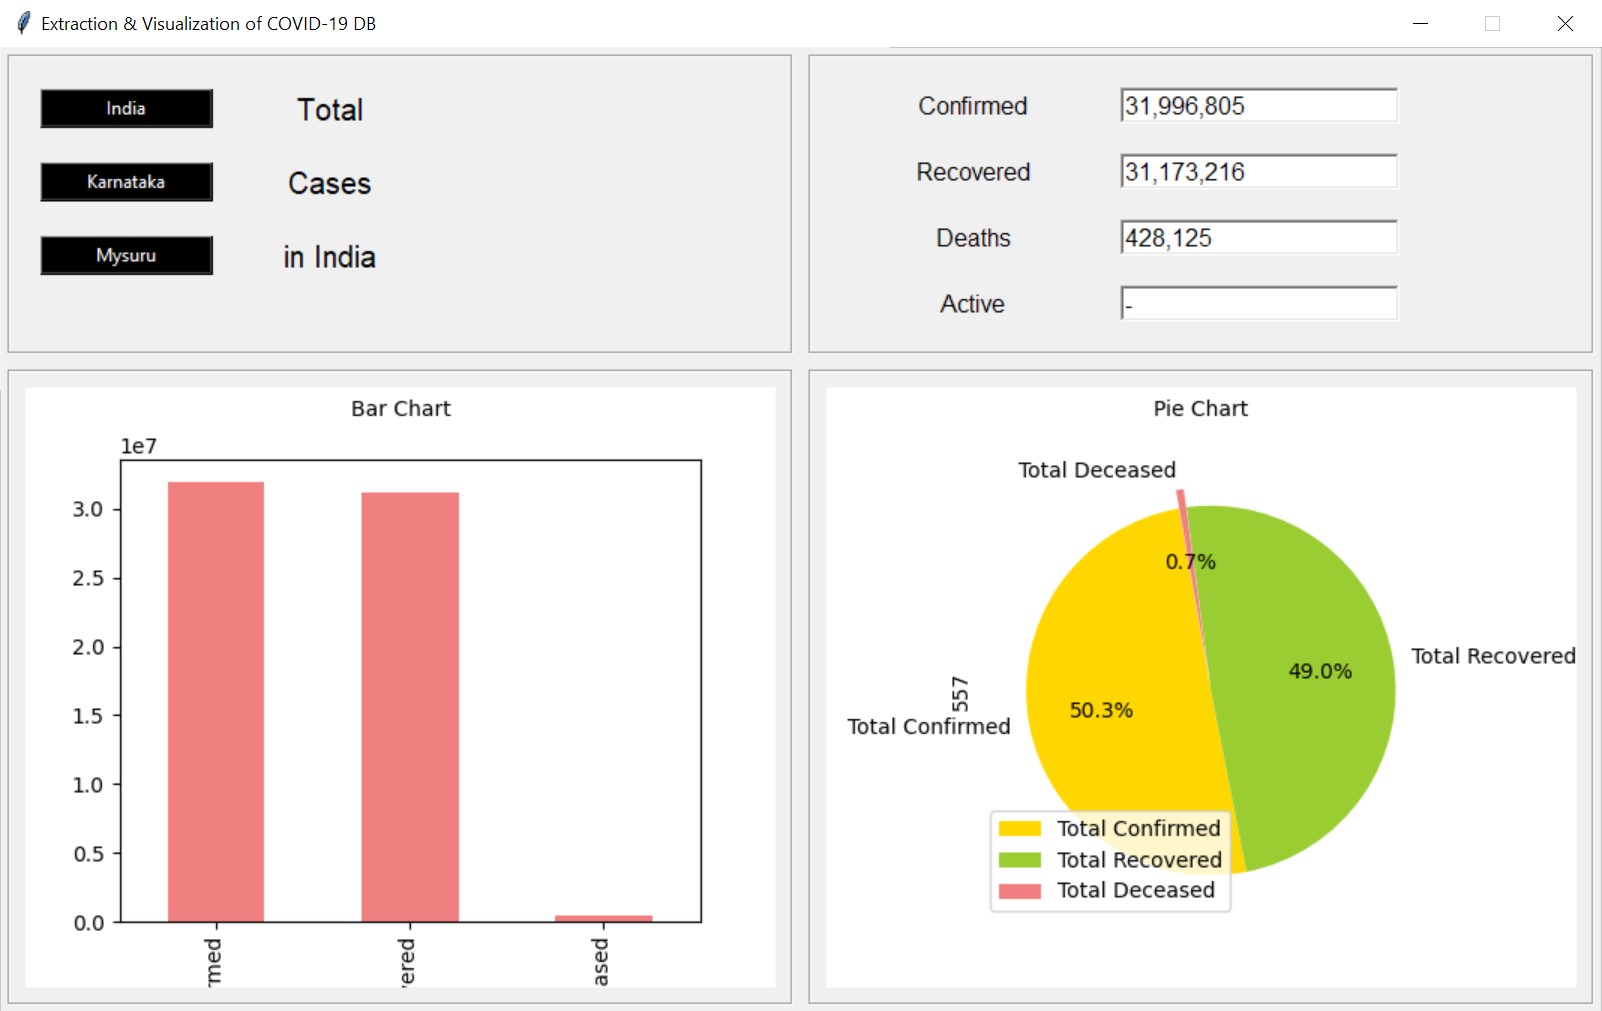 Extraction & Visualization of COVID-19 DB
India
Total
Karnataka
Cases
Mysuru
in India
Confirmed
31,996,805
Recovered
31,173,216
Deaths
428,125
Active
-
Bar Chart
1e7
3.0
2.5
2.0
1.5
1.0
0.5
0.0
rmed
vered
ased
Pie Chart
Total Deceased
0.7%
Total Recovered
49.0%
557
50.3%
Total Confirmed
Total Confirmed
Total Recovered
Total Deceased